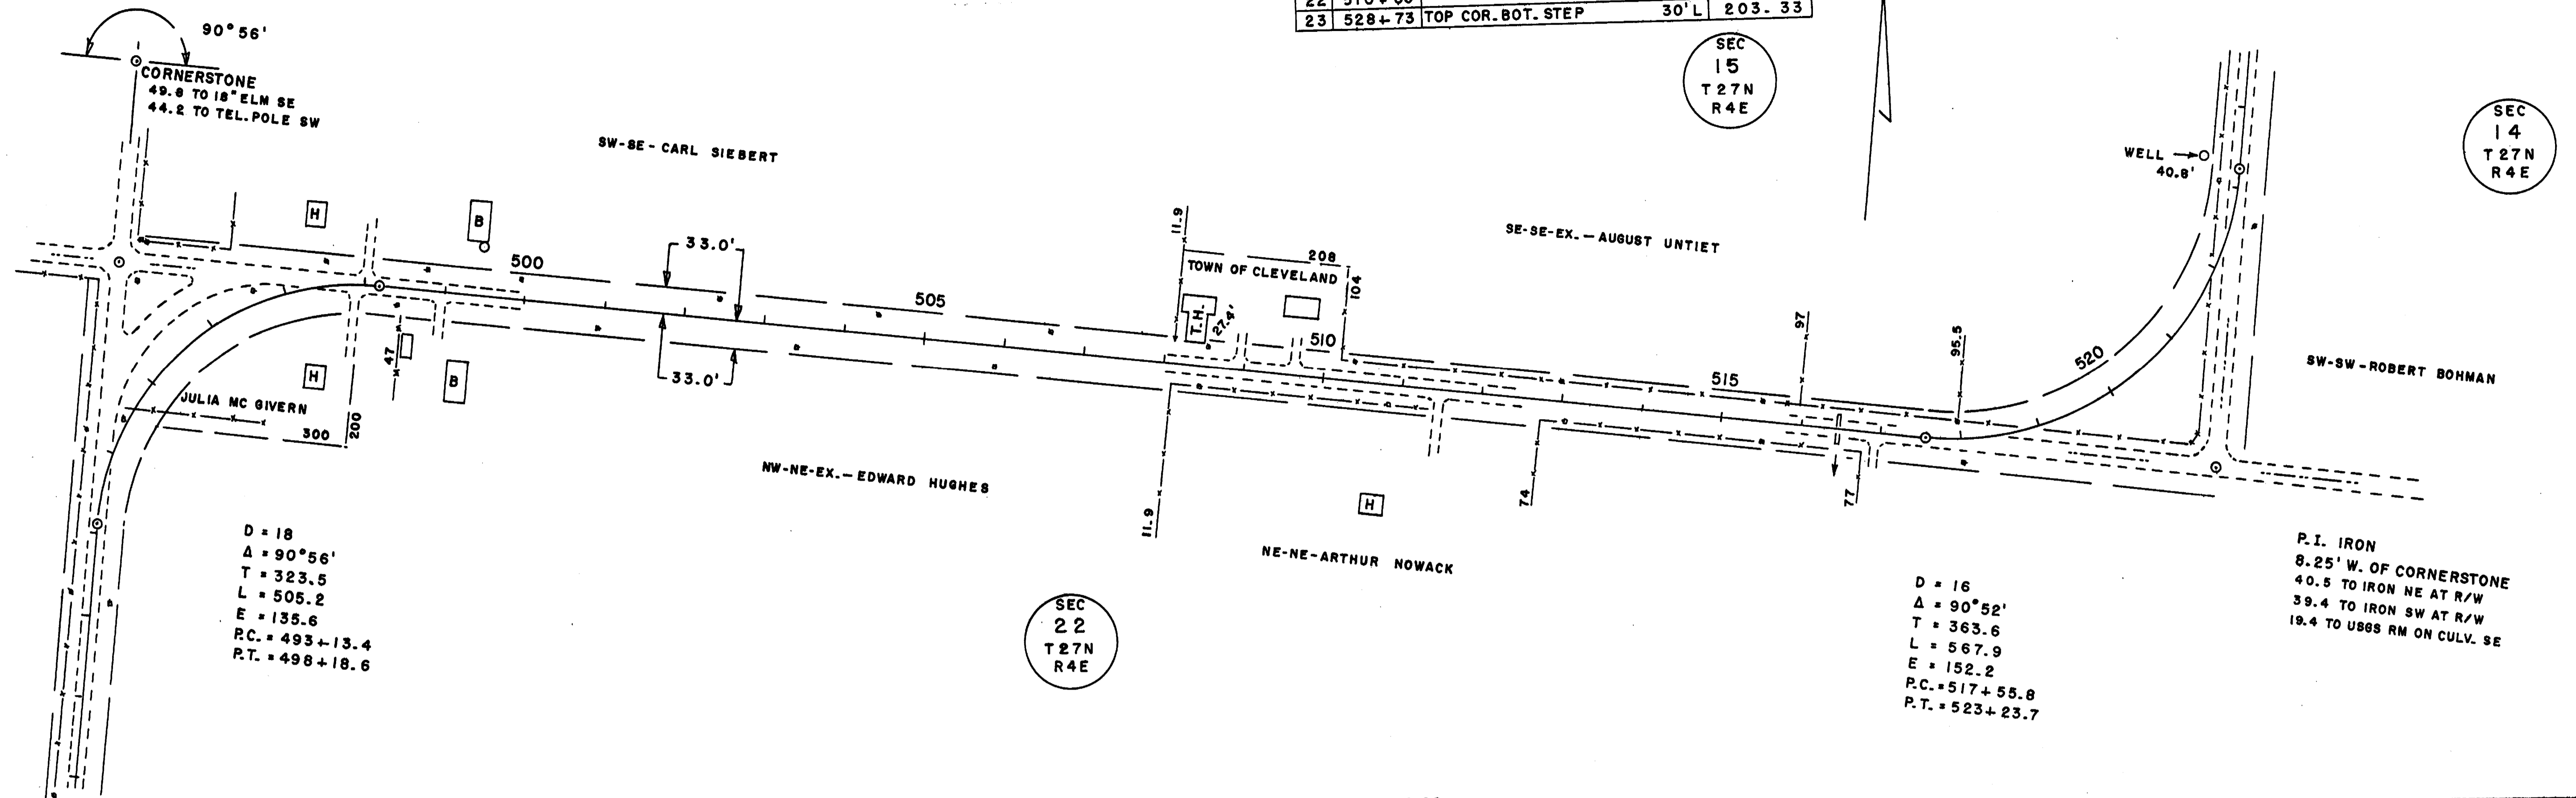 23 528+73 TOP COR. BOT. STEP 30'L 203.33
90°56'
CORNERSTONE
49.8 TO 18" ELM SE
44.2 TO TEL. POLE SW
SEC
15
T27N
R4E
SEC
14
T27N
R4E
SW-SE-CARL SIEBERT
WELL
40.8'
H
B
500
33.0'
11.9
208
TOWN OF CLEVELAND
104
SE-SE-EX.-AUGUST UNTIET
505
T.H.
27.9'
510
97
95.5
515
520
SW-SW-ROBERT BOHMAN
47
H
B
33.0'
JULIA MC GIVERN
300
200
NW-NE-EX.-EDWARD HUGHES
11.9
H
74
77
NE-NE-ARTHUR NOWACK
D = 18
Δ = 90°56'
T = 323.5
L = 505.2
E = 135.6
P.C. = 493+13.4
P.T. = 498+18.6
SEC
22
T27N
R4E
D = 16
Δ = 90°52'
T = 363.6
L = 567.9
E = 152.2
P.C. = 517+55.8
P.T. = 523+23.7
P.I. IRON
8.25' W. OF CORNERSTONE
40.5 TO IRON NE AT R/W
39.4 TO IRON SW AT R/W
19.4 TO USGS RM ON CULV. SE